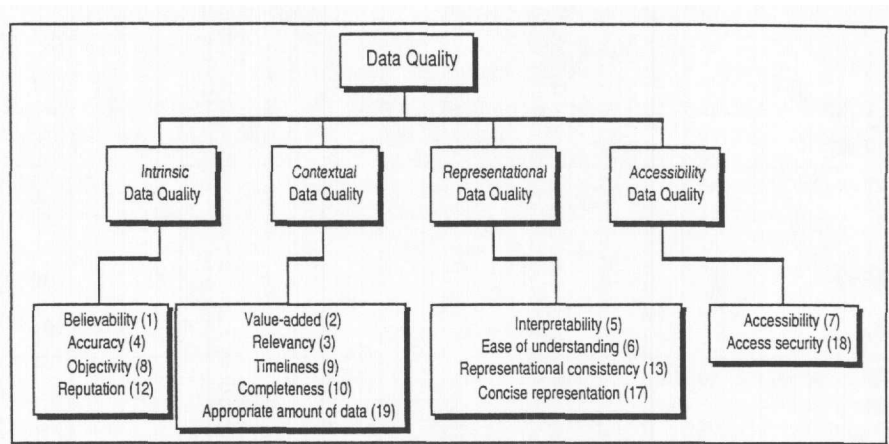 Data Quality
Intrinsic
Data Quality
Contextual
Data Quality
Representational
Data Quality
Accessibility
Data Quality
Believability (1)
Accuracy (4)
Objectivity (8)
Reputation (12)
Value-added (2)
Relevancy (3)
Timeliness (9)
Completeness (10)
Appropriate amount of data (19)
Interpretability (5)
Ease of understanding (6)
Representational consistency (13)
Concise representation (17)
Accessibility (7)
Access security (18)